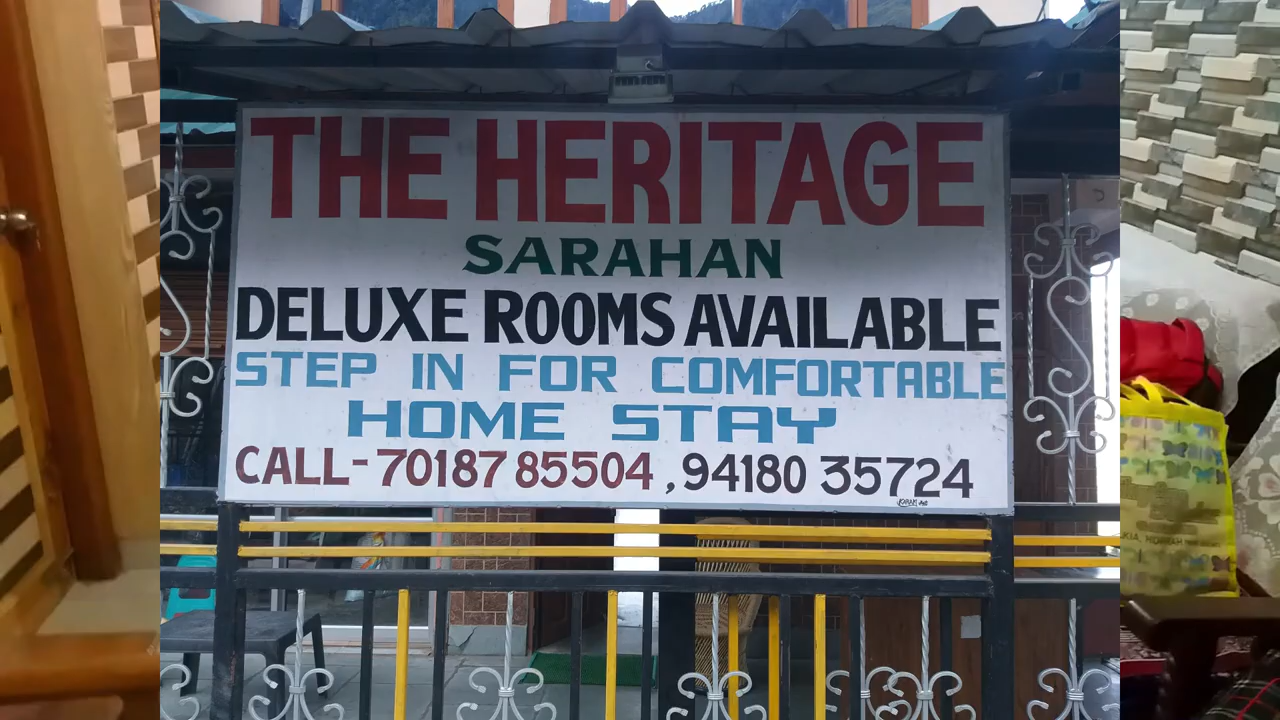 THE HERITAGE
SARAHAN
DELUXE ROOMS AVAILABLE
STEP IN FOR COMFORTABLE
HOME STAY
CALL-70187 85504, 94180 35724